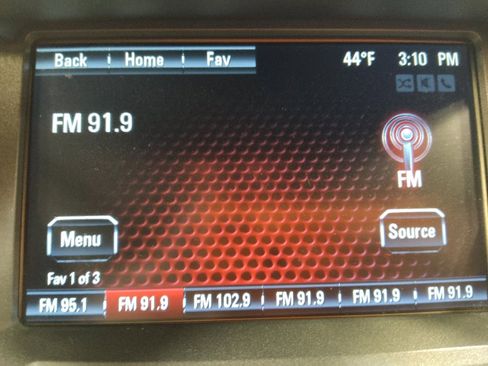 Back Home Fav 44°F 3:10 PM
FM 91.9
FM
Menu Source
Fav 1 of 3
FM 95.1 FM 91.9 FM 102.9 FM 91.9 FM 91.9 FM 91.9